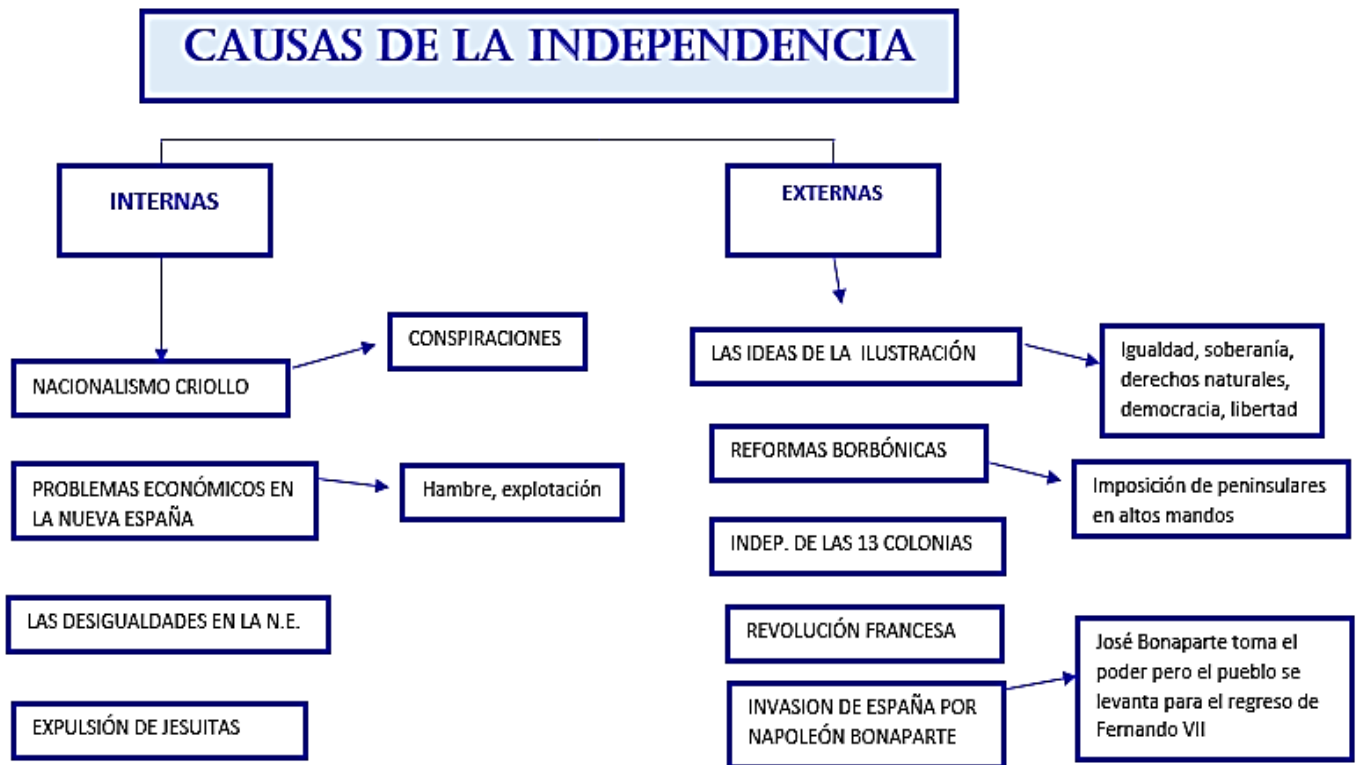 CAUSAS DE LA INDEPENDENCIA
INTERNAS
EXTERNAS
NACIONALISMO CRIOLLO
CONSPIRACIONES
PROBLEMAS ECONÓMICOS EN
LA NUEVA ESPAÑA
Hambre, explotación
LAS DESIGUALDADES EN LA N.E.
EXPULSIÓN DE JESUITAS
LAS IDEAS DE LA ILUSTRACIÓN
Igualdad, soberanía,
derechos naturales,
democracia, libertad
REFORMAS BORBÓNICAS
Imposición de peninsulares
en altos mandos
INDEP. DE LAS 13 COLONIAS
REVOLUCIÓN FRANCESA
INVASION DE ESPAÑA POR
NAPOLEÓN BONAPARTE
José Bonaparte toma el
poder pero el pueblo se
levanta para el regreso de
Fernando VII